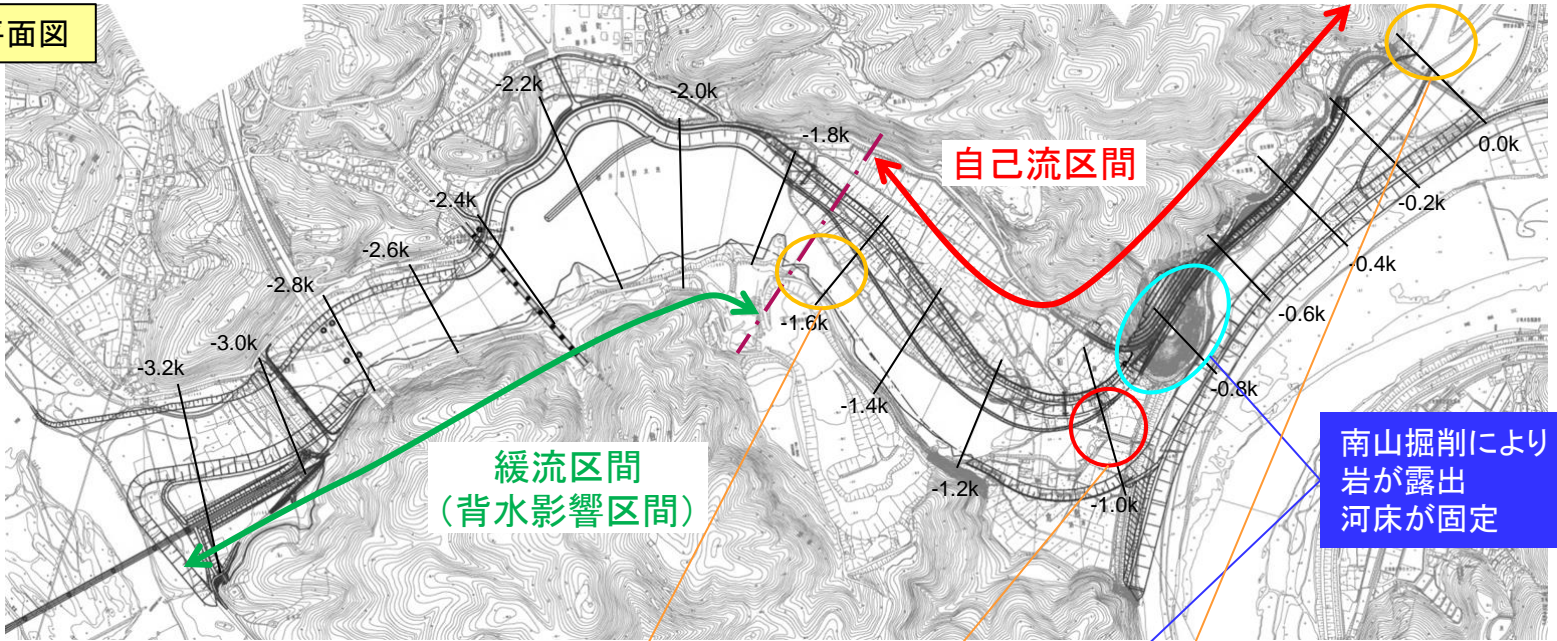 平面図
-2.2k
-2.0k
-1.8k
自己流区間
0.0k
-0.2k
-2.4k
-2.6k
-0.4k
-2.8k
-0.6k
-1.6k
-3.0k
-3.2k
-0.8k
-1.4k
緩流区間
(背水影響区間)
-1.2k
-1.0k
南山掘削により
岩が露出
河床が固定